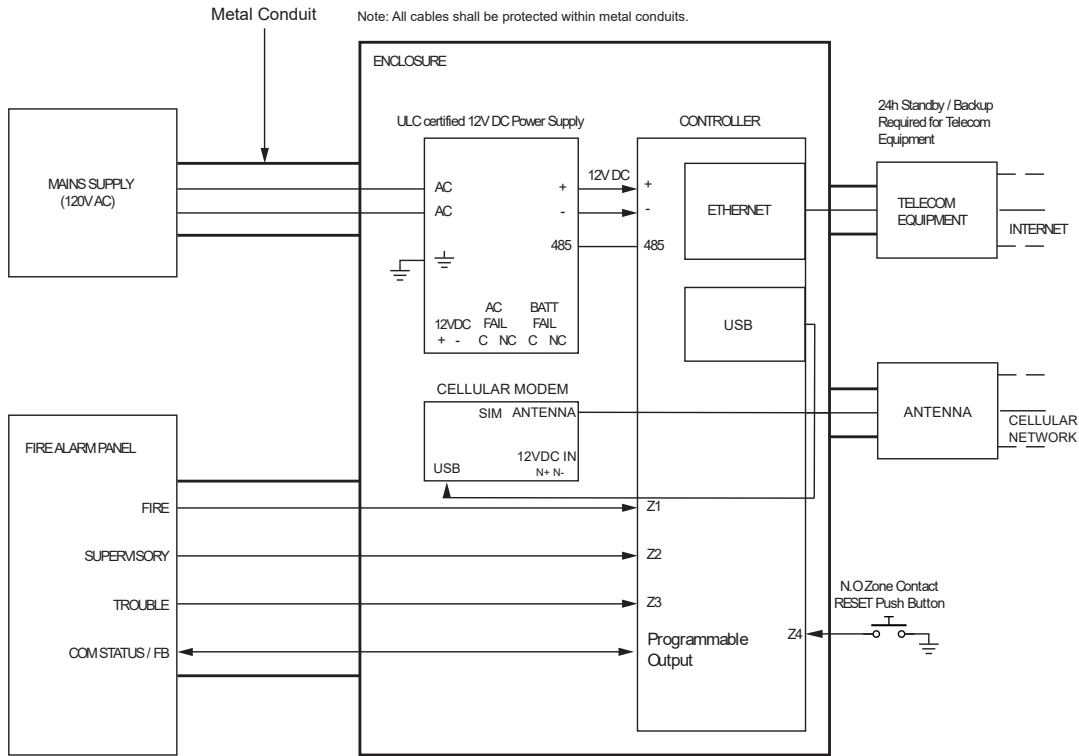 Metal Conduit
Note: All cables shall be protected within metal conduits.
ENCLOSURE
MAINS SUPPLY
(120V AC)
ULC certified 12V DC Power Supply
AC
AC
+
-
485
12VDC
+ -
AC
FAIL
C NC
BATT
FAIL
C NC
12V DC
CONTROLLER
+
-
485
ETHERNET
USB
24h Standby / Backup
Required for Telecom
Equipment
TELECOM
EQUIPMENT
INTERNET
CELLULAR MODEM
SIM ANTENNA
12VDC IN
N+ N-
USB
ANTENNA
CELLULAR
NETWORK
FIRE ALARM PANEL
FIRE
SUPERVISORY
TROUBLE
COM STATUS / FB
Z1
Z2
Z3
Programmable
Output
Z4
N.O Zone Contact
RESET Push Button